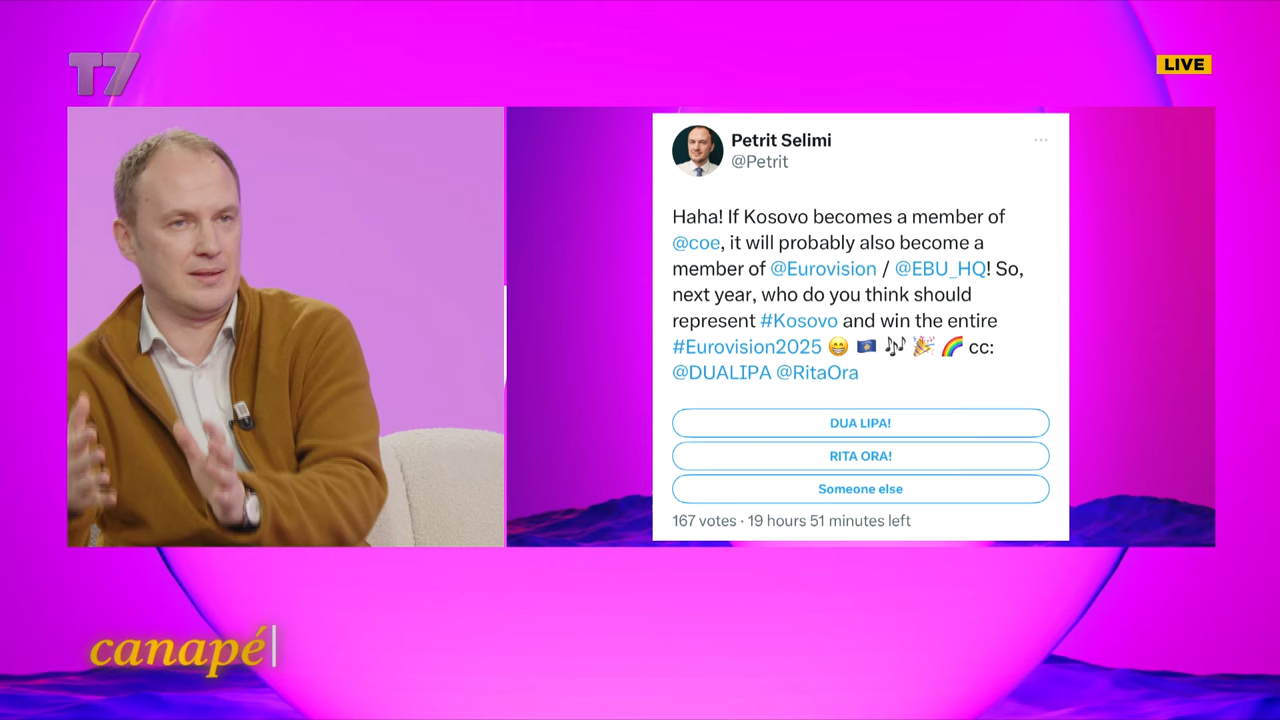 T7
LIVE
Petrit Selimi
@Petrit
Haha! If Kosovo becomes a member of
@coe, it will probably also become a
member of @Eurovision / @EBU_HQ! So,
next year, who do you think should
represent #Kosovo and win the entire
#Eurovision2025 😁 🇽🇰 🎶 🎉 🌈 cc:
@DUALIPA @RitaOra
DUA LIPA!
RITA ORA!
Someone else
167 votes · 19 hours 51 minutes left
canapé